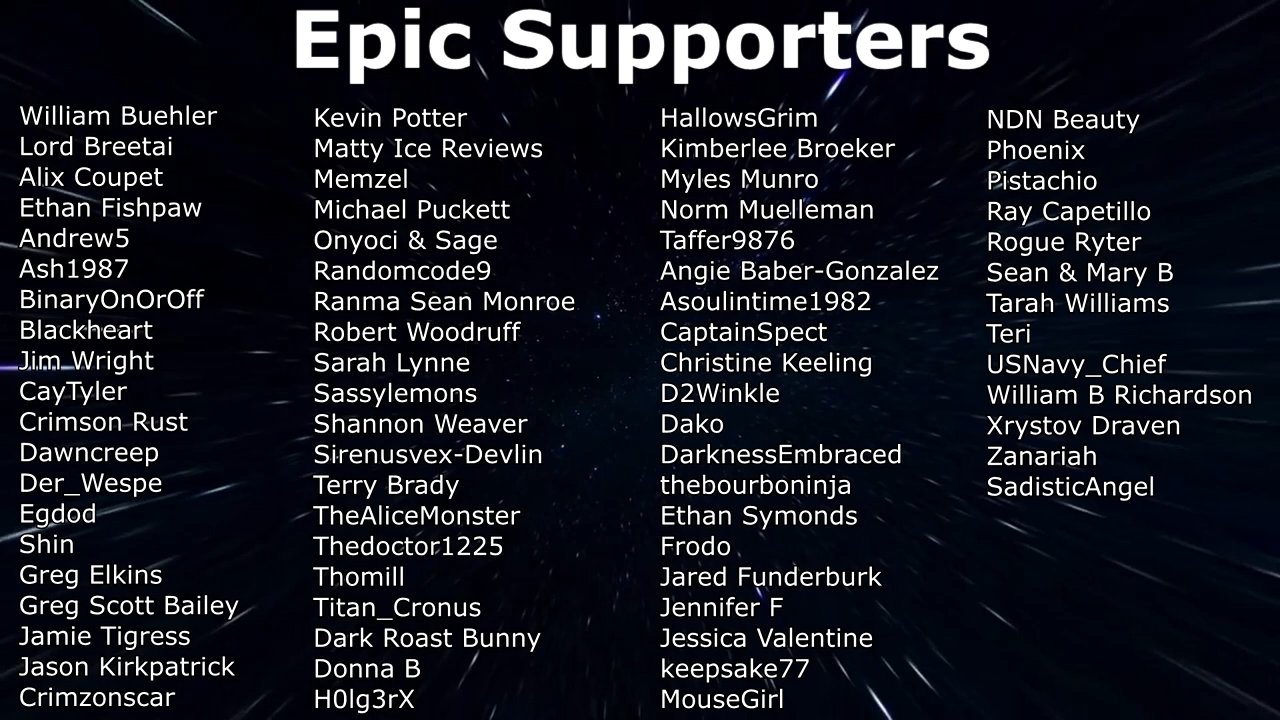 Epic Supporters
William Buehler
Lord Breetai
Alix Coupet
Ethan Fishpaw
Andrew5
Ash1987
BinaryOnOrOff
Blackheart
Jim Wright
CayTyler
Crimson Rust
Dawncreep
Der_Wespe
Egdod
Shin
Greg Elkins
Greg Scott Bailey
Jamie Tigress
Jason Kirkpatrick
Crimzonscar
Kevin Potter
Matty Ice Reviews
Memzel
Michael Puckett
Onyoci & Sage
Randomcode9
Ranma Sean Monroe
Robert Woodruff
Sarah Lynne
Sassylemons
Shannon Weaver
Sirenusvex-Devlin
Terry Brady
TheAliceMonster
Thedoctor1225
Thomill
Titan_Cronus
Dark Roast Bunny
Donna B
H0lg3rX
HallowsGrim
Kimberlee Broeker
Myles Munro
Norm Muelleman
Taffer9876
Angie Baber-Gonzalez
Asoulintime1982
CaptainSpect
Christine Keeling
D2Winkle
Dako
DarknessEmbraced
thebourboninja
Ethan Symonds
Frodo
Jared Funderburk
Jennifer F
Jessica Valentine
keepsake77
MouseGirl
NDN Beauty
Phoenix
Pistachio
Ray Capetillo
Rogue Ryter
Sean & Mary B
Tarah Williams
Teri
USNavy_Chief
William B Richardson
Xrystov Draven
Zanariah
SadisticAngel